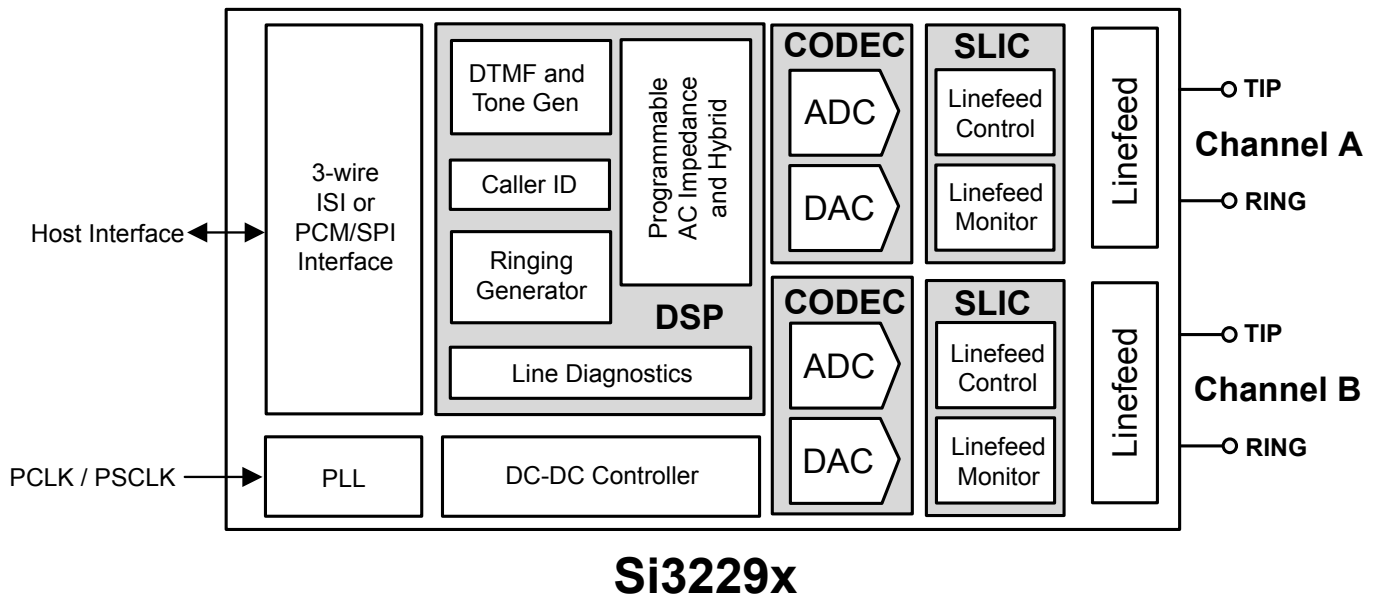 Host Interface
PCLK / PSCLK
3-wire
ISI or
PCM/SPI
Interface
PLL
DTMF and
Tone Gen
Caller ID
Ringing
Generator
Programmable
AC Impedance
and Hybrid
DSP
Line Diagnostics
DC-DC Controller
CODEC
ADC
DAC
SLIC
Linefeed
Control
Linefeed
Monitor
Linefeed
TIP
Channel A
RING
CODEC
ADC
DAC
SLIC
Linefeed
Control
Linefeed
Monitor
Linefeed
TIP
Channel B
RING
Si3229x